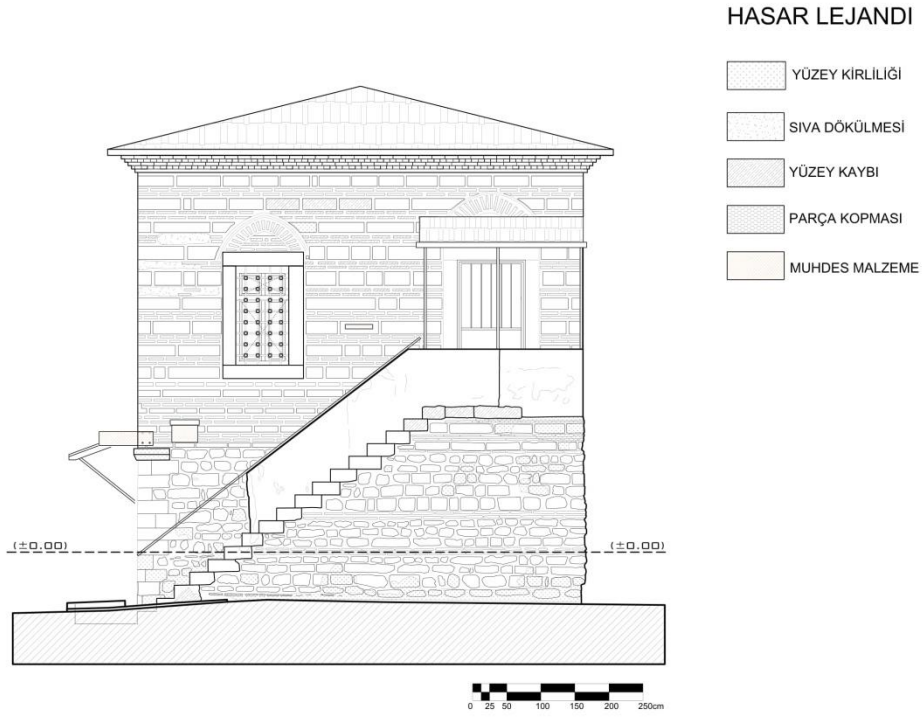 HASAR LEJANDI
YÜZEY KİRLİLİĞİ
SIVA DÖKÜLMESİ
YÜZEY KAYBI
PARÇA KOPMASI
MUHDES MALZEME
(±0.00) (±0.00)
0 25 50 100 150 200 250cm